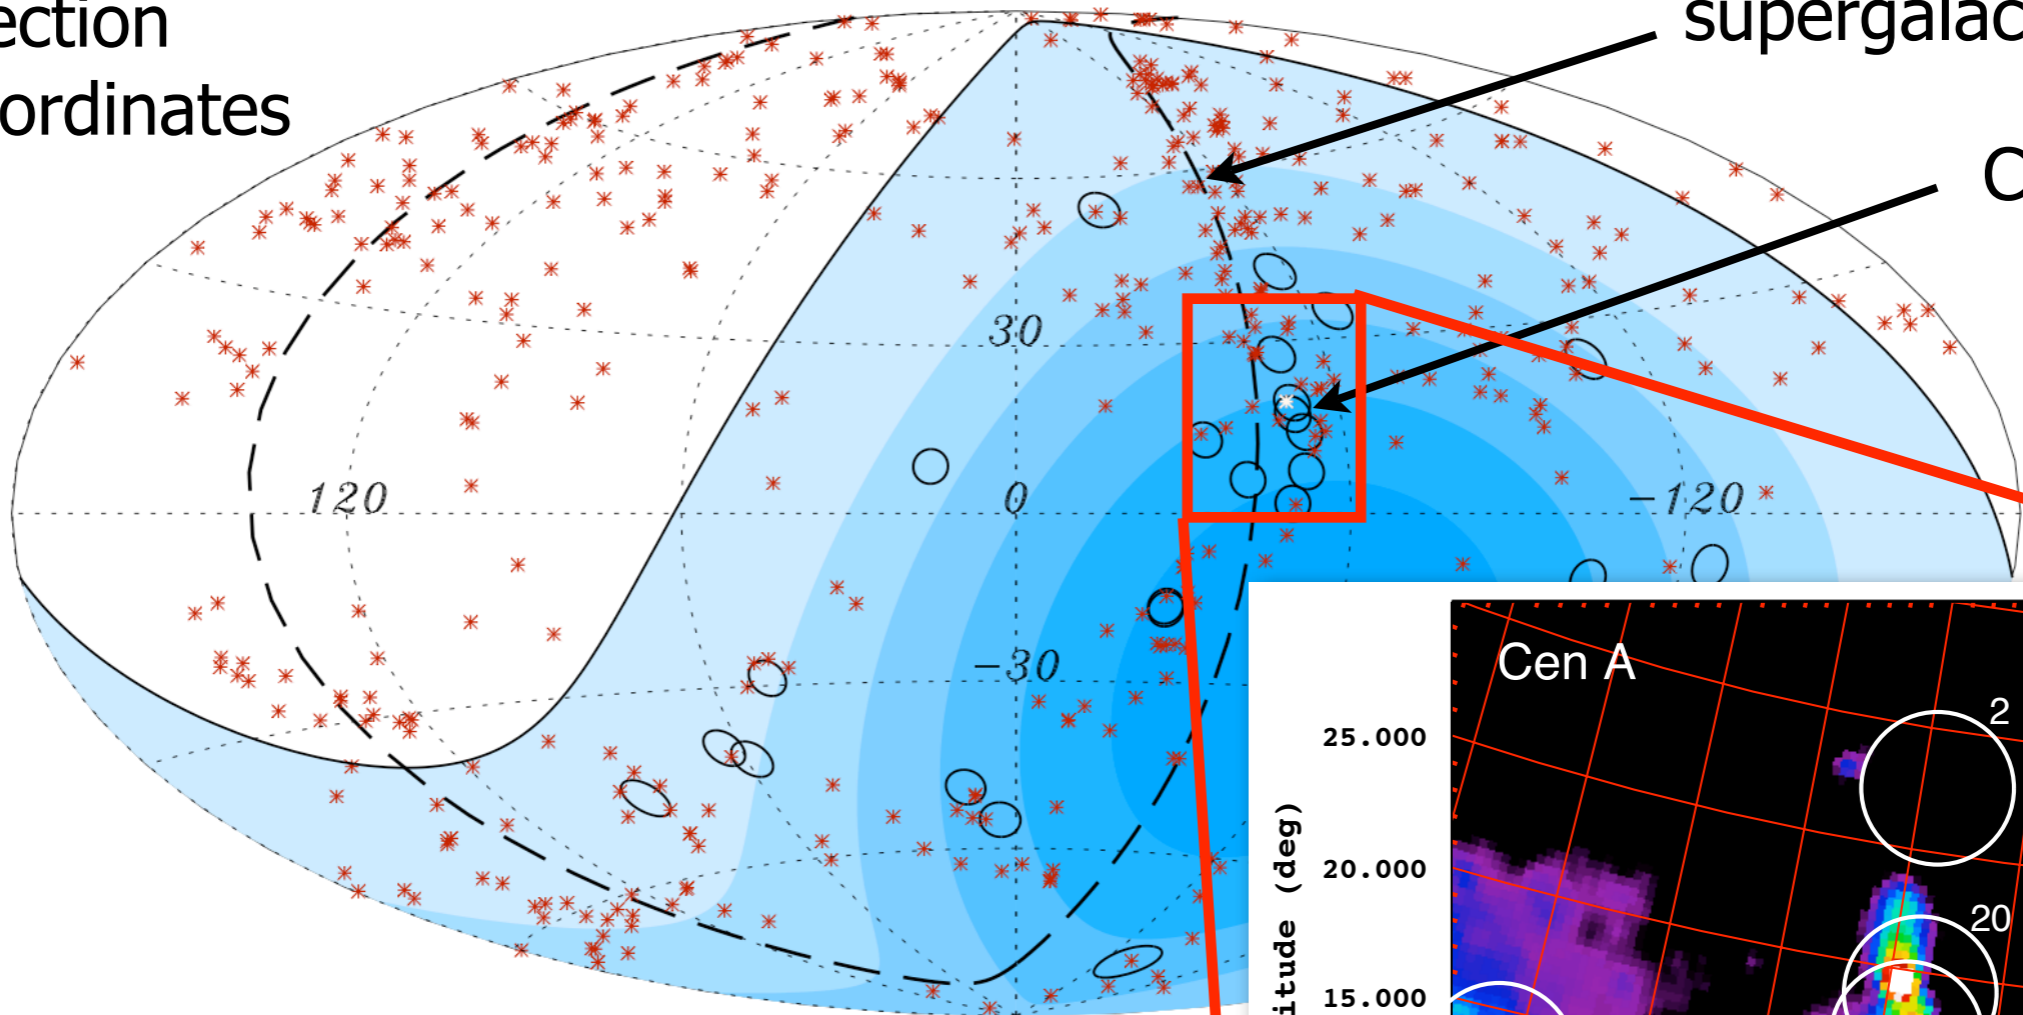 ection
ordinates
supergalac
C
30
120
0
-120
-30
Cen A
2
25.000
20.000
20
15.000
itude (deg)